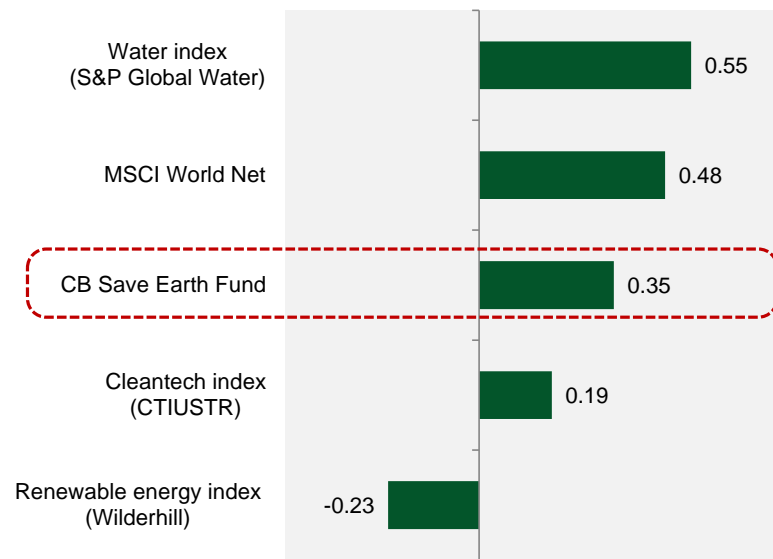 Water index
(S&P Global Water)
0.55
MSCI World Net
0.48
CB Save Earth Fund
0.35
Cleantech index
(CTIUSTR)
0.19
Renewable energy index
(Wilderhill)
-0.23